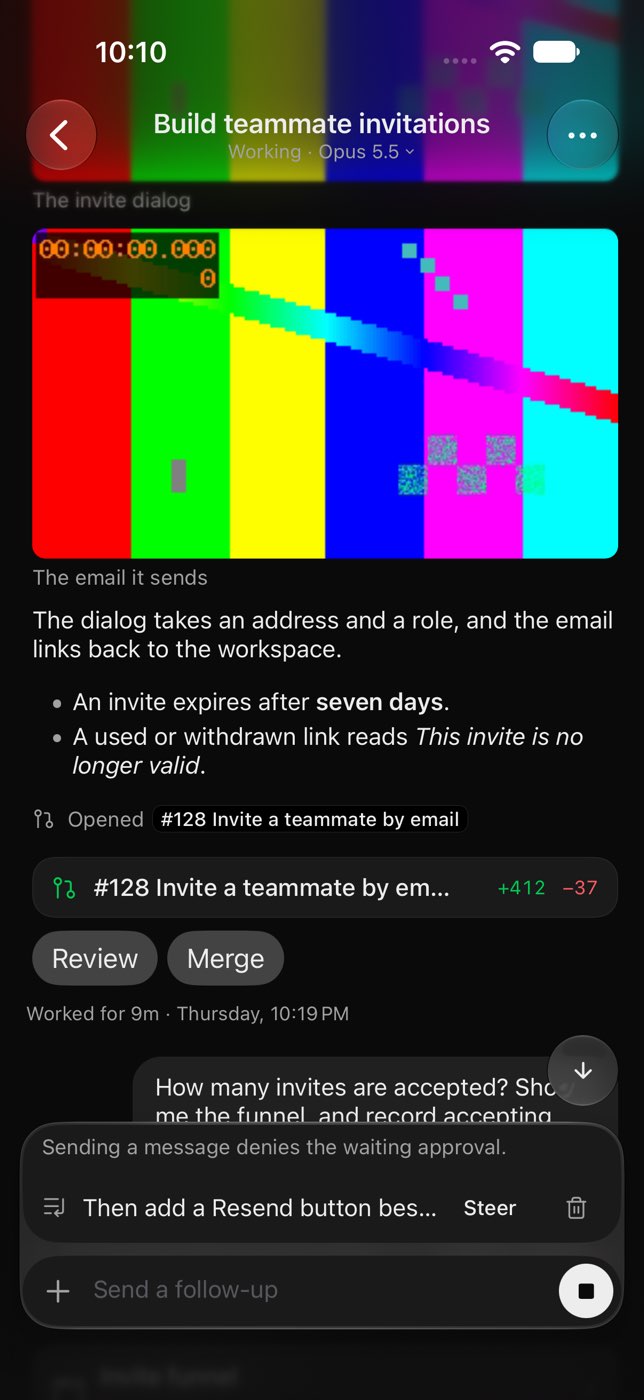 10:10
Build teammate invitations
Working · Opus 5.5
The invite dialog
00:00:00.000
0
The email it sends
The dialog takes an address and a role, and the email
links back to the workspace.
An invite expires after seven days.
A used or withdrawn link reads This invite is no
longer valid.
Opened #128 Invite a teammate by email
#128 Invite a teammate by em... +412 −37
Review Merge
Worked for 9m · Thursday, 10:19 PM
How many invites are accepted? Show
me the funnel, and record accepting
Sending a message denies the waiting approval.
Then add a Resend button bes... Steer
Send a follow-up
Invite funnel